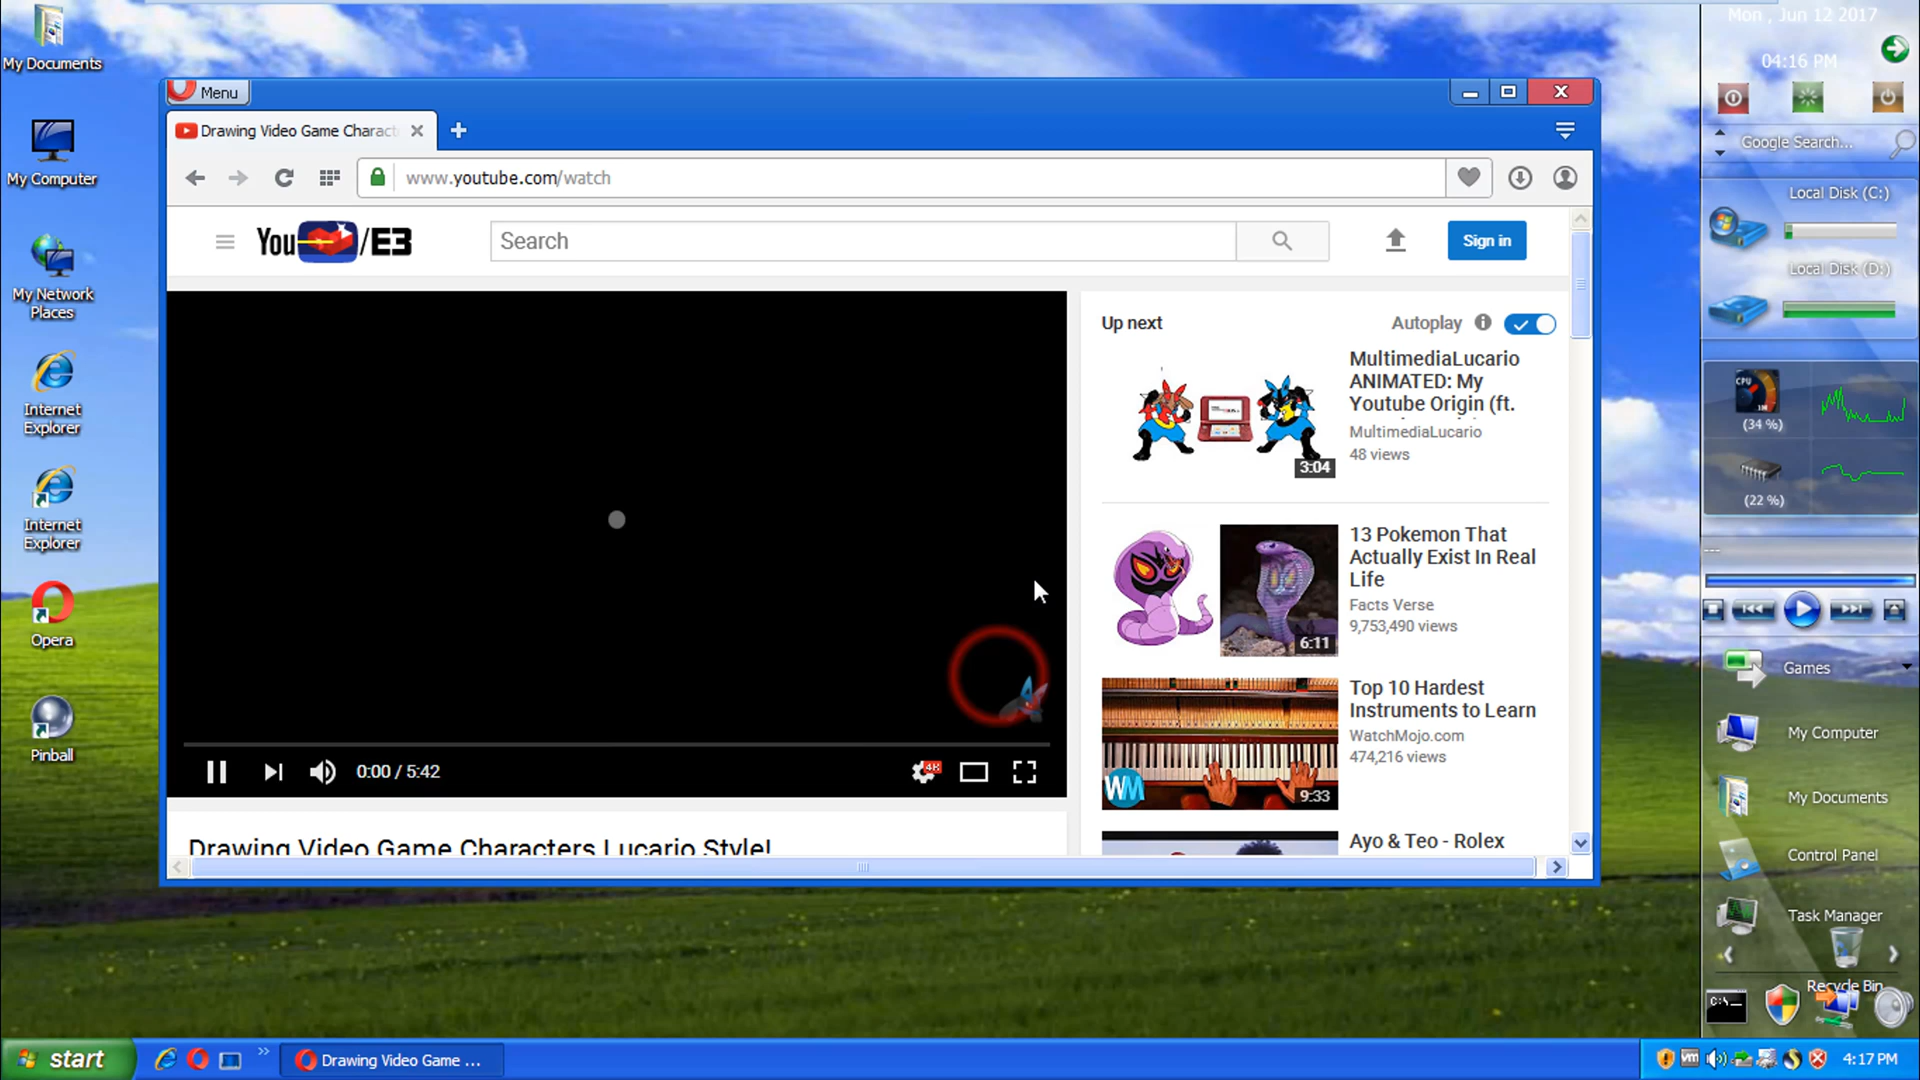 My Documents
My Computer
My Network
Places
Internet
Explorer
Internet
Explorer
Opera
Pinball
Menu
Drawing Video Game Charact
www.youtube.com/watch
You/E3
Search
Sign in
0:00 / 5:42
4K
Drawing Video Game Characters Lucario Style!
Up next
Autoplay
MultimediaLucario
ANIMATED: My
Youtube Origin (ft.
MultimediaLucario
48 views
3:04
13 Pokemon That
Actually Exist In Real
Life
Facts Verse
9,753,490 views
6:11
Top 10 Hardest
Instruments to Learn
WatchMojo.com
474,216 views
WM
9:33
Ayo & Teo - Rolex
Mon , Jun 12 2017
04:16 PM
Google Search...
Local Disk (C:)
Local Disk (D:)
CPU
(34 %)
(22 %)
---
Games
My Computer
My Documents
Control Panel
Task Manager
Recycle Bin
C:\_
start
Drawing Video Game ...
4:17 PM